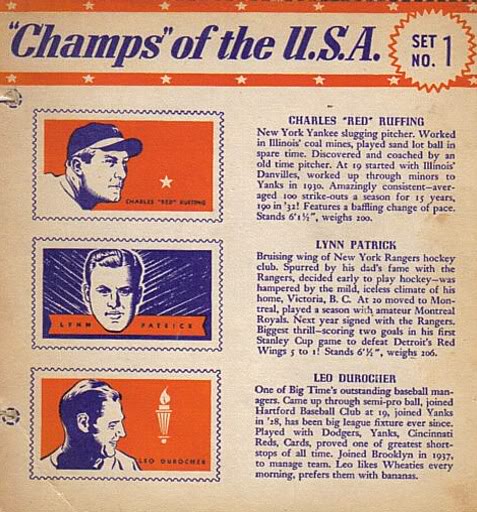 "Champs" of the U.S.A.
SET
NO. 1
CHARLES "RED" RUFFING
New York Yankee slugging pitcher. Worked
in Illinois' coal mines, played sand lot ball in
spare time. Discovered and coached by an
old time pitcher. At 19 started with Illinois'
Danvilles, worked up through minors to
Yanks in 1930. Amazingly consistent—aver-
aged 100 strike-outs a season for 15 years,
190 in '32! Features a baffling change of pace.
Stands 6'1½", weighs 200.
CHARLES "RED" RUFFING
LYNN PATRICK
Bruising wing of New York Rangers hockey
club. Spurred by his dad's fame with the
Rangers, decided early to play hockey—was
hampered by the mild, iceless climate of his
home, Victoria, B. C. At 20 moved to Mon-
treal, played a season with amateur Montreal
Royals. Next year signed with the Rangers.
Biggest thrill—scoring two goals in his first
Stanley Cup game to defeat Detroit's Red
Wings 5 to 1! Stands 6'½", weighs 206.
LYNN PATRICK
LEO DUROCHER
One of Big Time's outstanding baseball man-
agers. Came up through semi-pro ball, joined
Hartford Baseball Club at 19, joined Yanks
in '28, has been big league fixture ever since.
Played with Dodgers, Yanks, Cincinnati
Reds, Cards, proved one of greatest short-
stops of all time. Joined Brooklyn in 1937,
to manage team. Leo likes Wheaties every
morning, prefers them with bananas.
LEO DUROCHER